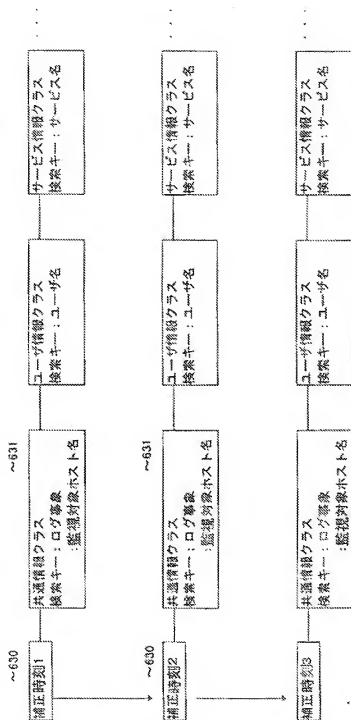 ~630
補正時刻1
~631
共通情報クラス
検索キー：ログ事象
：監視対象ホスト名
ユーザ情報クラス
検索キー：ユーザ名
サービス情報クラス
検索キー：サービス名
・・・
~630
補正時刻2
~631
共通情報クラス
検索キー：ログ事象
：監視対象ホスト名
ユーザ情報クラス
検索キー：ユーザ名
サービス情報クラス
検索キー：サービス名
・・・
補正時刻3
共通情報クラス
検索キー：ログ事象
：監視対象ホスト名
ユーザ情報クラス
検索キー：ユーザ名
サービス情報クラス
検索キー：サービス名
・・・